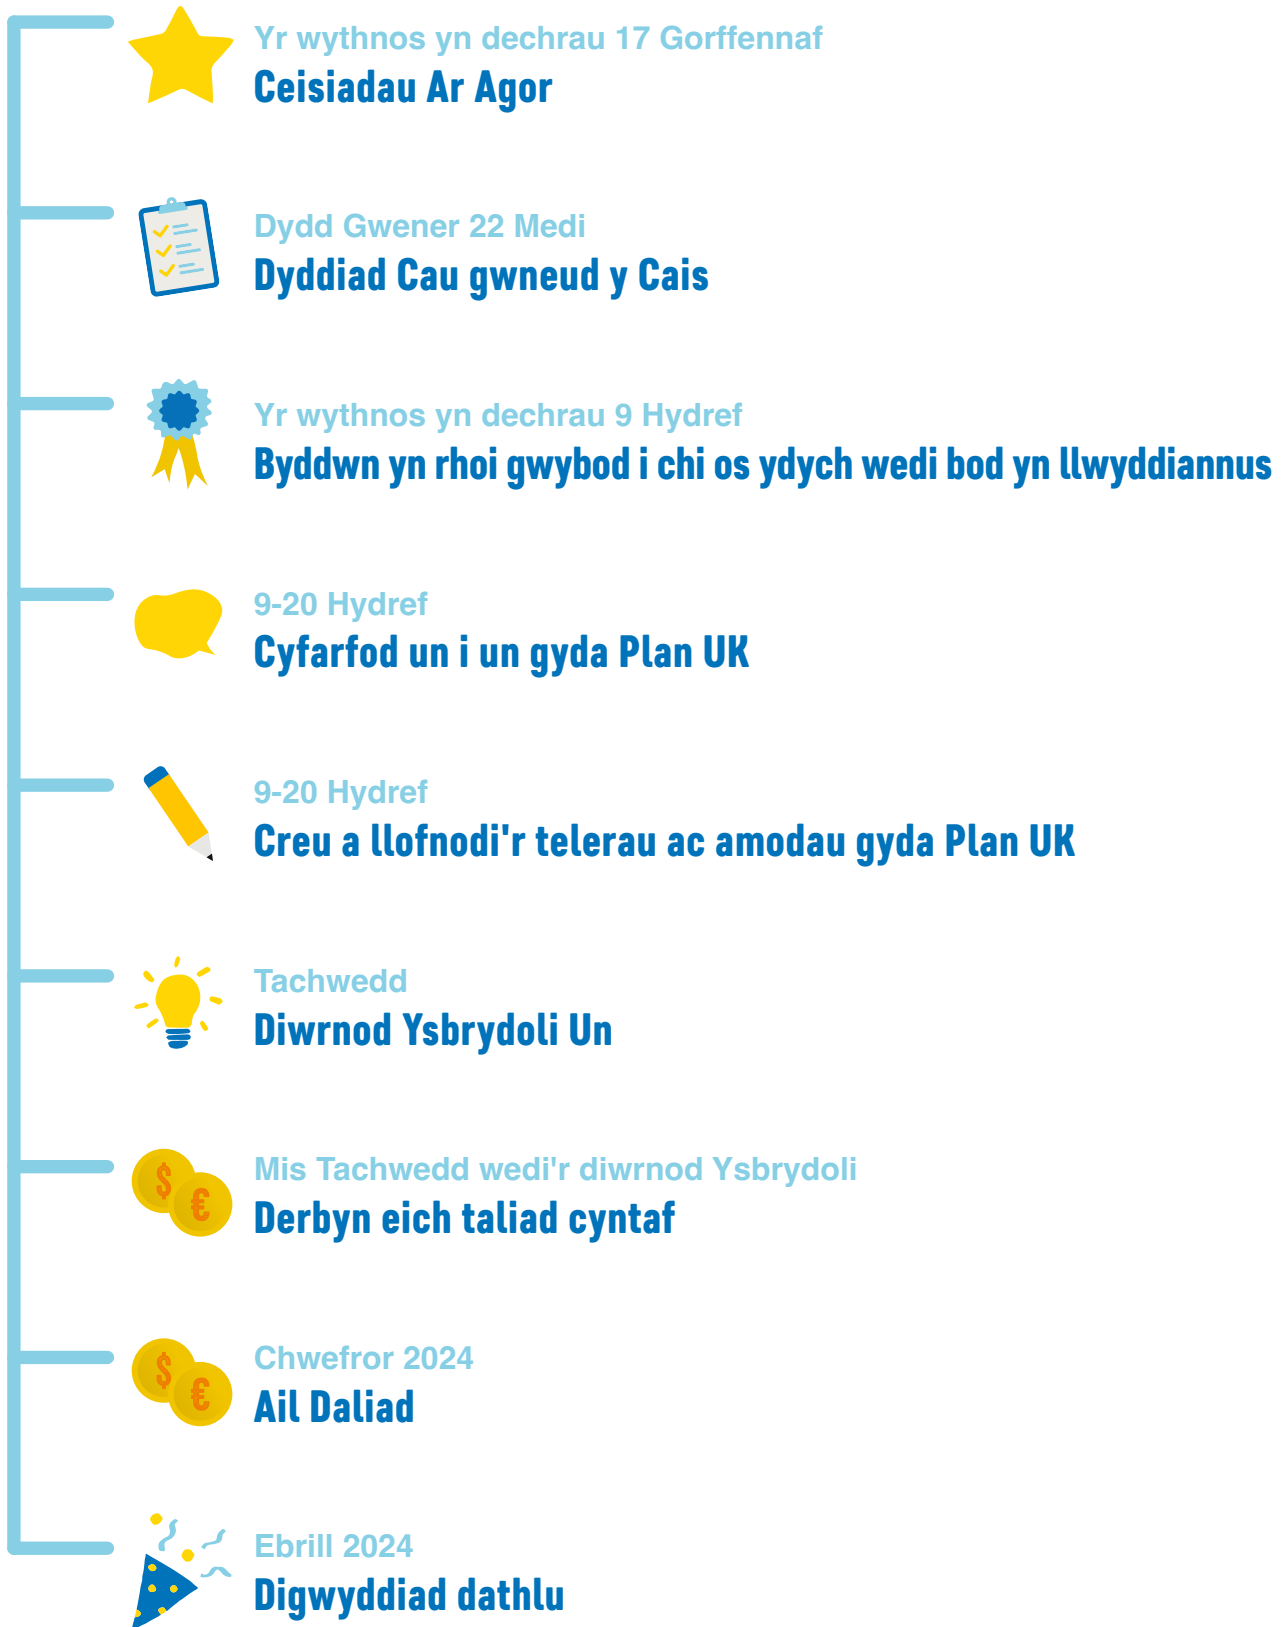 Yr wythnos yn dechrau 17 Gorffennaf
Ceisiadau Ar Agor
Dydd Gwener 22 Medi
Dyddiad Cau gwneud y Cais
Yr wythnos yn dechrau 9 Hydref
Byddwn yn rhoi gwybod i chi os ydych wedi bod yn llwyddiannus
9-20 Hydref
Cyfarfod un i un gyda Plan UK
9-20 Hydref
Creu a llofnodi'r telerau ac amodau gyda Plan UK
Tachwedd
Diwrnod Ysbrydoli Un
Mis Tachwedd wedi'r diwrnod Ysbrydoli
$ €
Derbyn eich taliad cyntaf
Chwefror 2024
$ €
Ail Daliad
Ebrill 2024
Digwyddiad dathlu